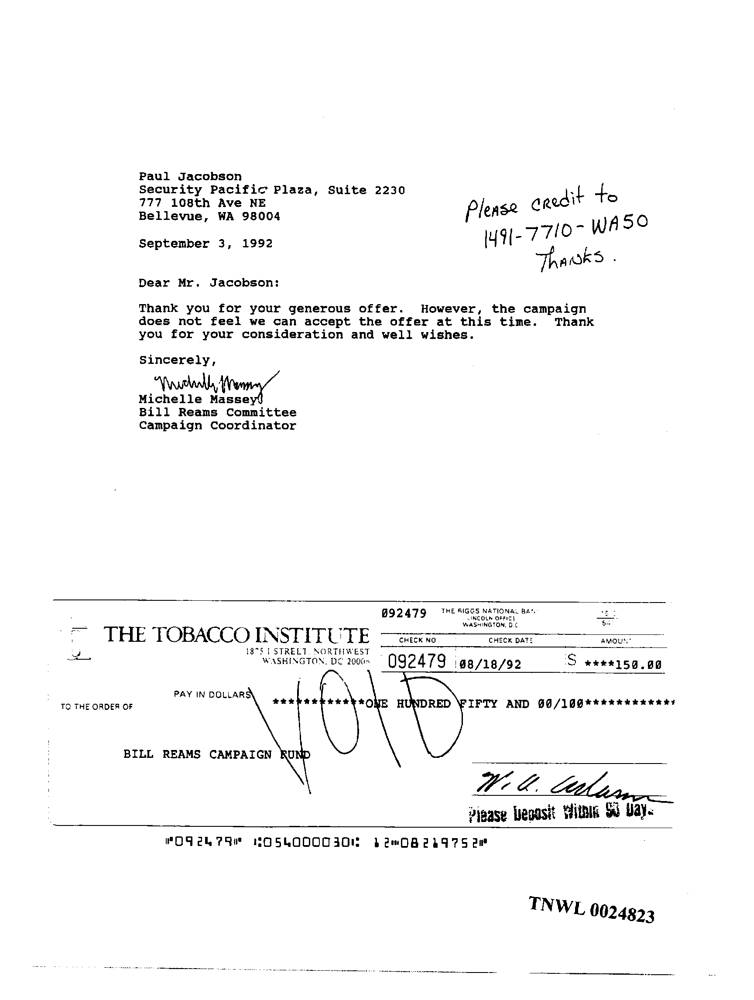 Paul Jacobson
Security Pacific Plaza, Suite 2230
777 108th Ave NE
Bellevue, WA 98004
September 3, 1992
Please credit to
1491-7710-WA50
Thanks.
Dear Mr. Jacobson:
Thank you for your generous offer. However, the campaign
does not feel we can accept the offer at this time. Thank
you for your consideration and well wishes.
Sincerely,
Michelle Massey
Michelle Massey
Bill Reams Committee
Campaign Coordinator
092479 THE RIGGS NATIONAL BAN
LINCOLN OFFICE
WASHINGTON, D.C.
THE TOBACCO INSTITUTE
1875 I STREET, NORTHWEST
WASHINGTON, DC 20006
CHECK NO CHECK DATE AMOUNT
092479 08/18/92 $ ****150.00
PAY IN DOLLARS *************ONE HUNDRED FIFTY AND 00/100*************
TO THE ORDER OF
VOID
BILL REAMS CAMPAIGN FUND
Please Deposit Within 90 Days
⑈092479⑈ ⑆054000030⑆ 12⑉08219752⑈
TNWL 0024823